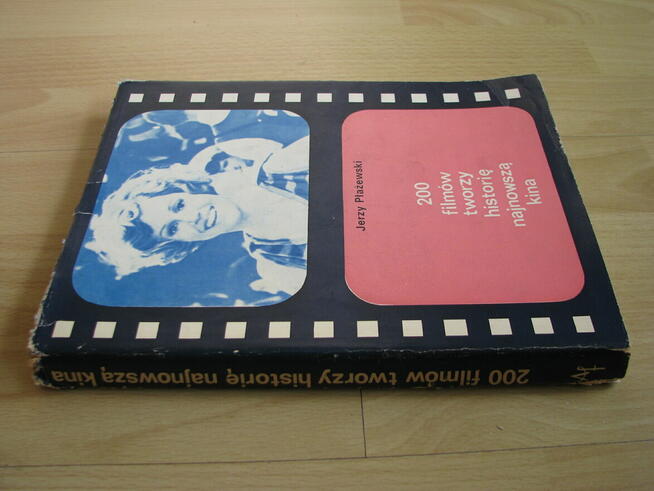 Jerzy Płażewski
200
filmów
tworzy
historię
najnowszą
kina
200 filmów tworzy historię najnowszą kina